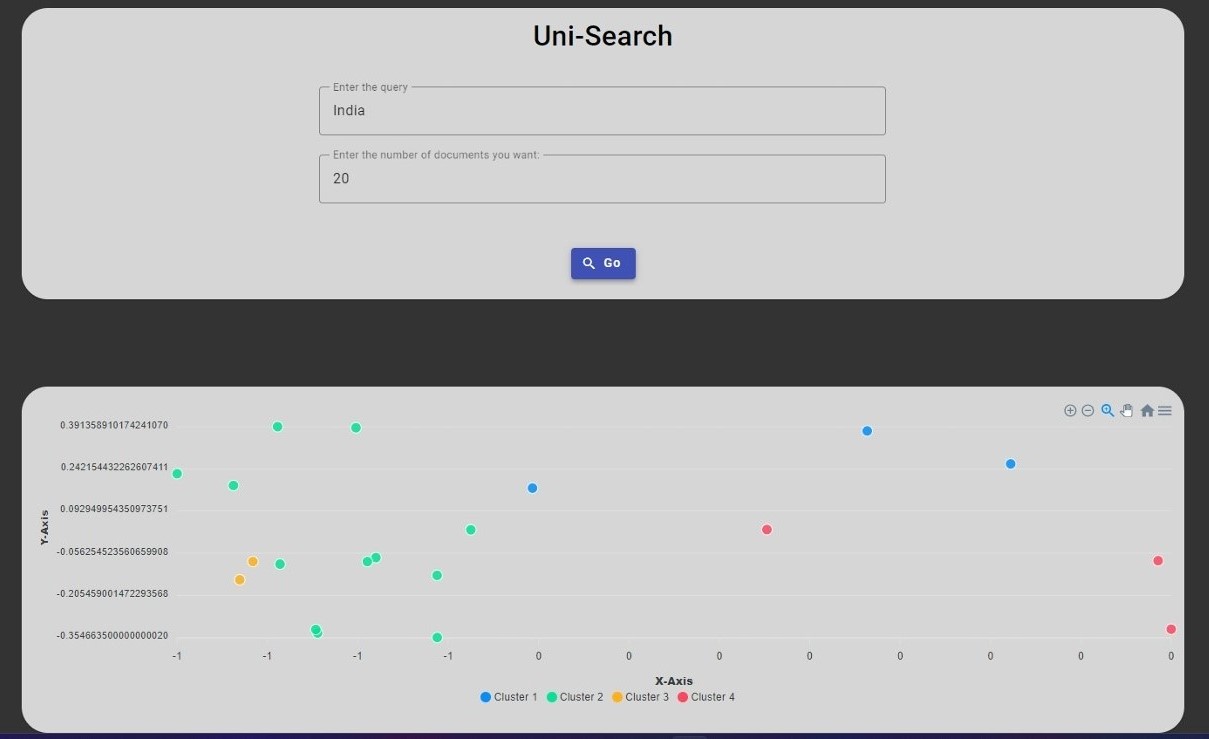 Uni-Search
Enter the query
India
Enter the number of documents you want:
20
Go
0.391358910174241070
0.242154432262607411
0.092949954350973751
-0.056254523560659908
-0.205459001472293568
-0.354663500000000020
Y-Axis
-1 -1 -1 -1 0 0 0 0 0 0 0 0
X-Axis
Cluster 1 Cluster 2 Cluster 3 Cluster 4